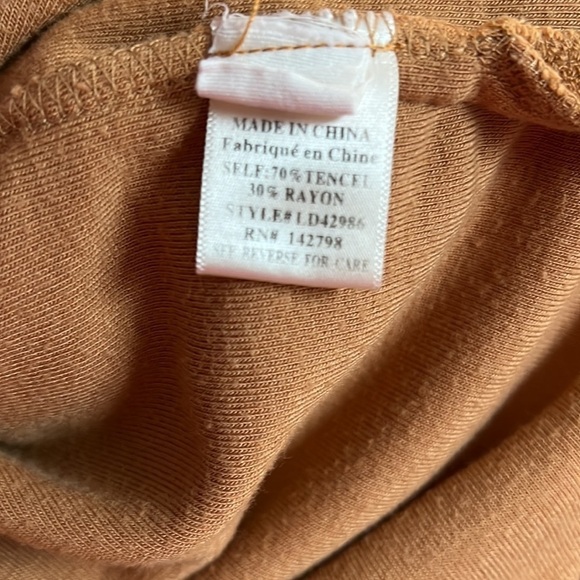 MADE IN CHINA
Fabriqué en Chine
SELF:70%TENCEL
30% RAYON
STYLE#LD42986
RN# 142798
SEE REVERSE FOR CARE